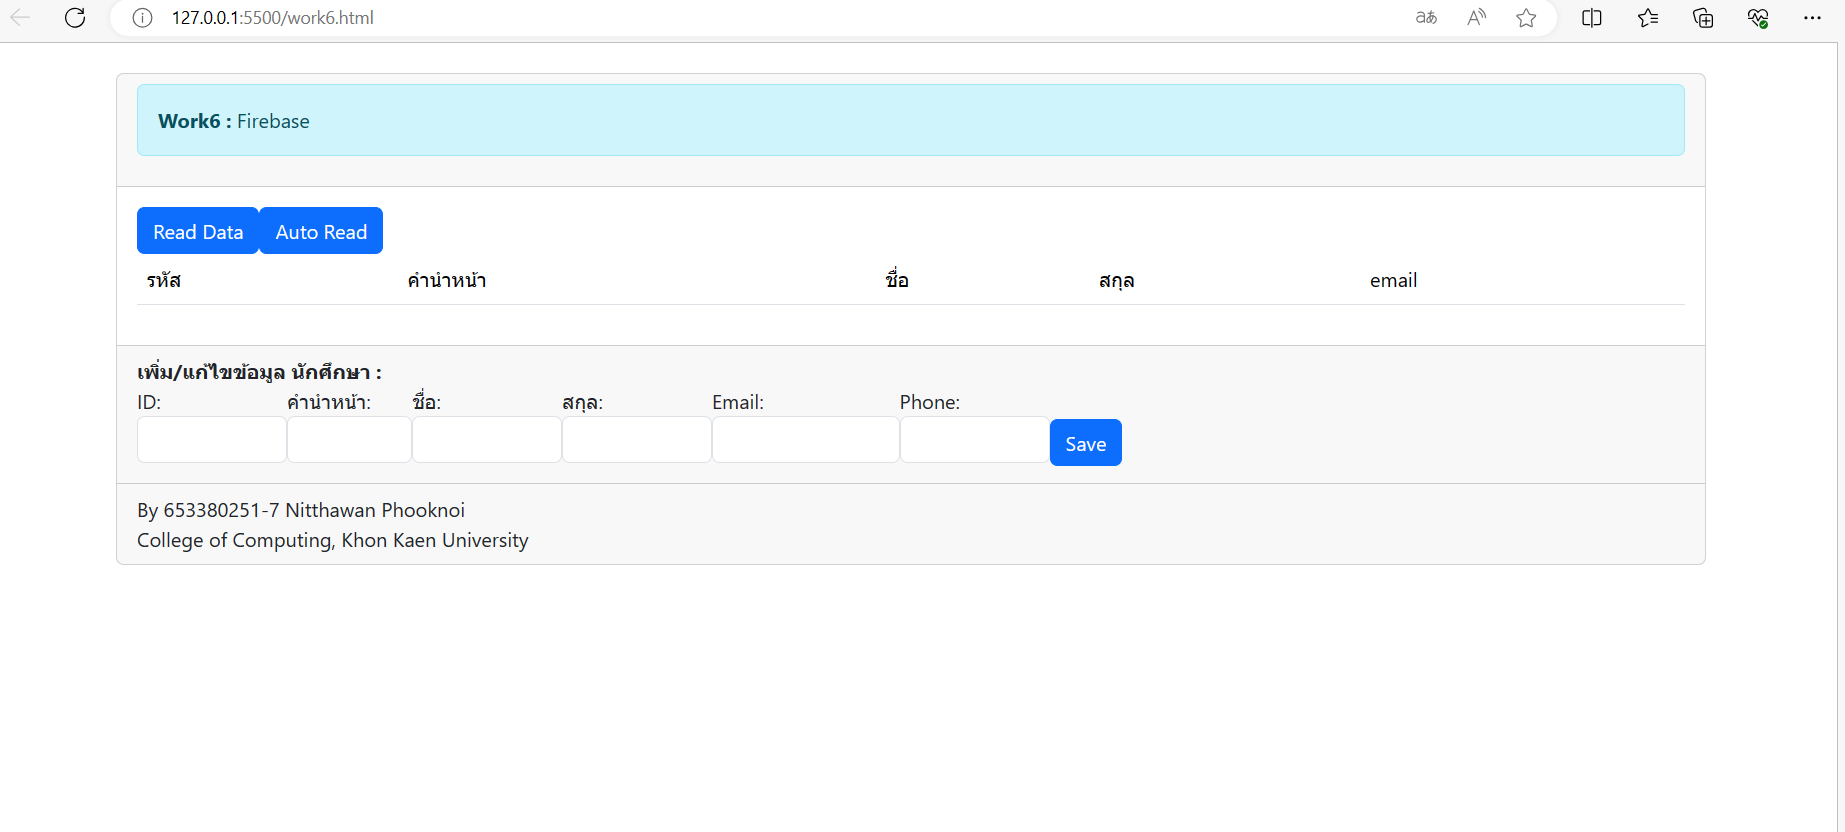 127.0.0.1:5500/work6.html
Work6 : Firebase
Read Data Auto Read
รหัส คำนำหน้า ชื่อ สกุล email
เพิ่ม/แก้ไขข้อมูล นักศึกษา :
ID: คำนำหน้า: ชื่อ: สกุล: Email: Phone:
Save
By 653380251-7 Nitthawan Phooknoi
College of Computing, Khon Kaen University